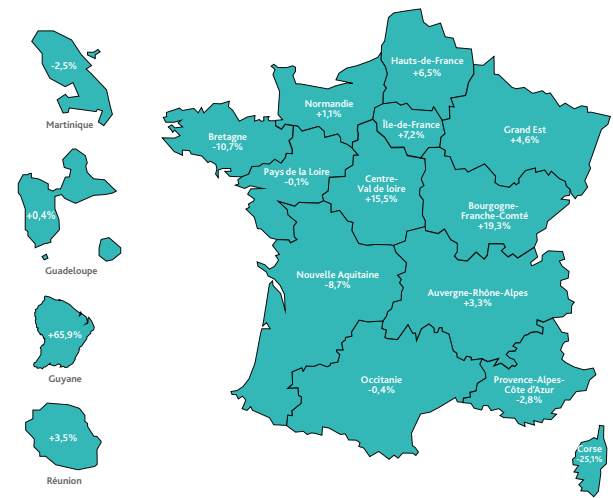 -2,5%
Martinique
+0,4%
Guadeloupe
+65,9%
Guyane
+3,5%
Réunion
Hauts-de-France
+6,5%
Normandie
+1,1%
Île-de-France
+7,2%
Grand Est
+4,6%
Bretagne
-10,7%
Pays de la Loire
-0,1%
Centre-
Val de loire
+15,5%
Bourgogne-
Franche-Comté
+19,3%
Nouvelle Aquitaine
-8,7%
Auvergne-Rhône-Alpes
+3,3%
Occitanie
-0,4%
Provence-Alpes-
Côte d'Azur
-2,8%
Corse
-25,1%